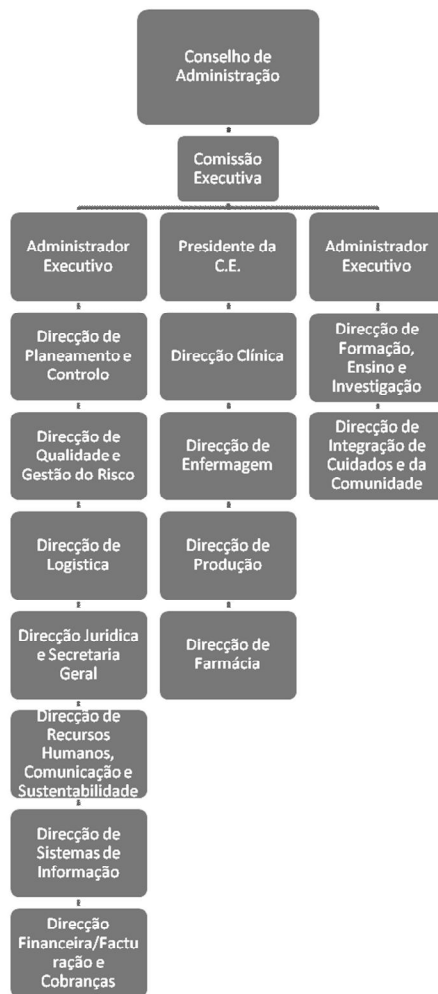 Conselho de
Administração
Comissão
Executiva
Administrador
Executivo
Direcção de
Planeamento e
Controlo
Direcção de
Qualidade e
Gestão do Risco
Direcção de
Logistica
Direcção Juridica
e Secretaria
Geral
Direcção de
Recursos
Humanos,
Comunicação e
Sustentabilidade
Direcção de
Sistemas de
Informação
Direcção
Financeira/Factu
ração e
Cobranças
Presidente da
C.E.
Direcção Clínica
Direcção de
Enfermagem
Direcção de
Produção
Direcção de
Farmácia
Administrador
Executivo
Direcção de
Formação,
Ensino e
Investigação
Direcção de
Integração de
Cuidados e da
Comunidade